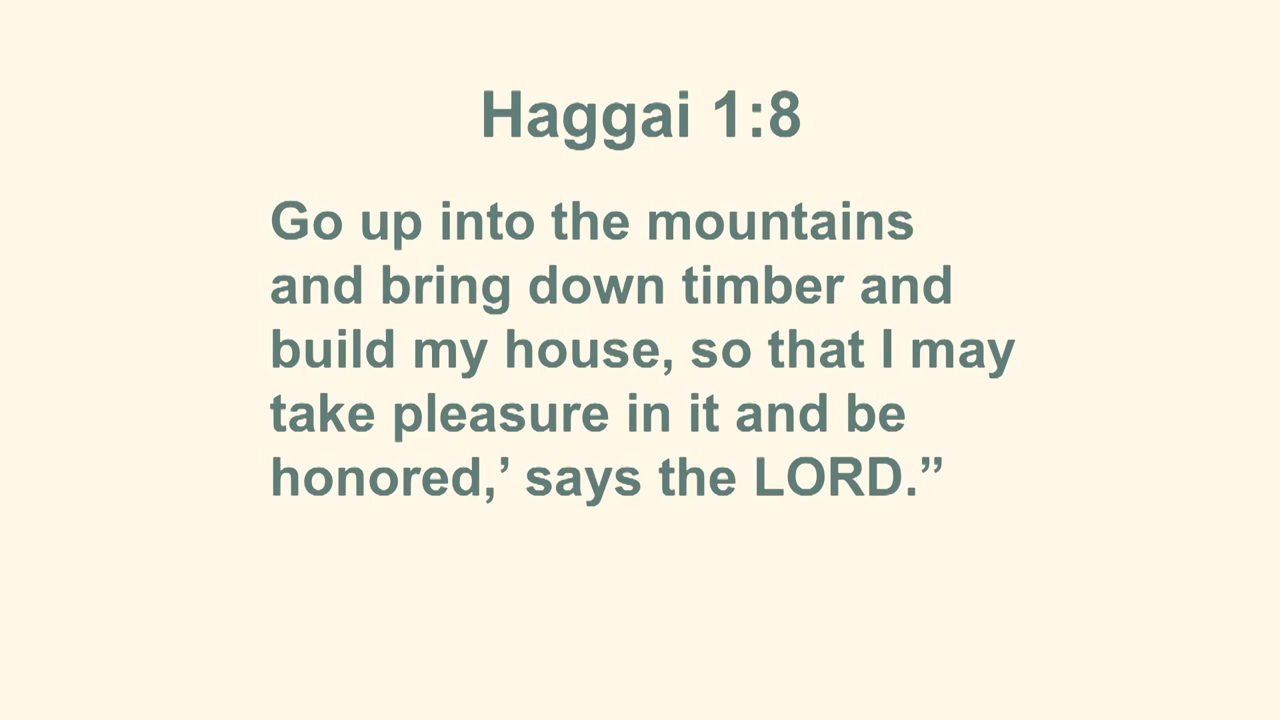 Haggai 1:8
Go up into the mountains
and bring down timber and
build my house, so that I may
take pleasure in it and be
honored,’ says the LORD.”